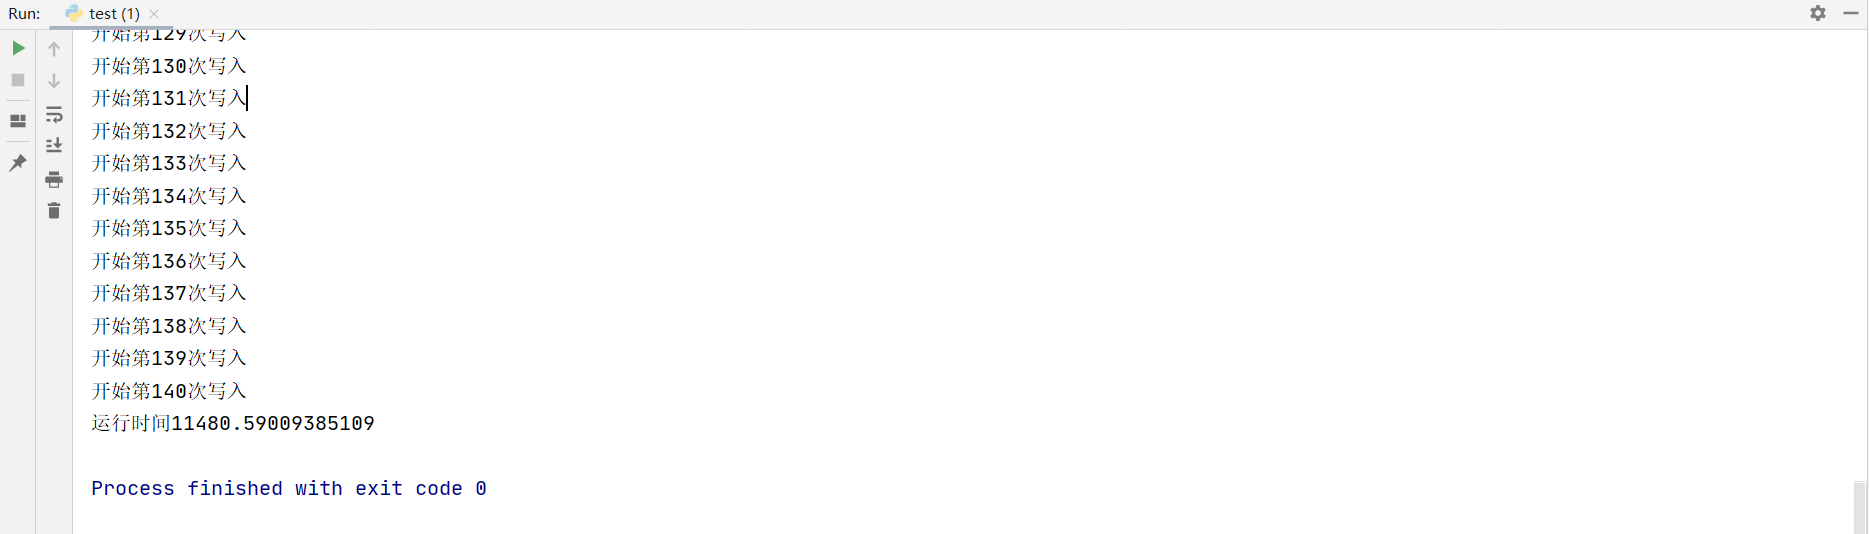 Run: test (1)
开始第129次写入
开始第130次写入
开始第131次写入
开始第132次写入
开始第133次写入
开始第134次写入
开始第135次写入
开始第136次写入
开始第137次写入
开始第138次写入
开始第139次写入
开始第140次写入
运行时间11480.59009385109
Process finished with exit code 0